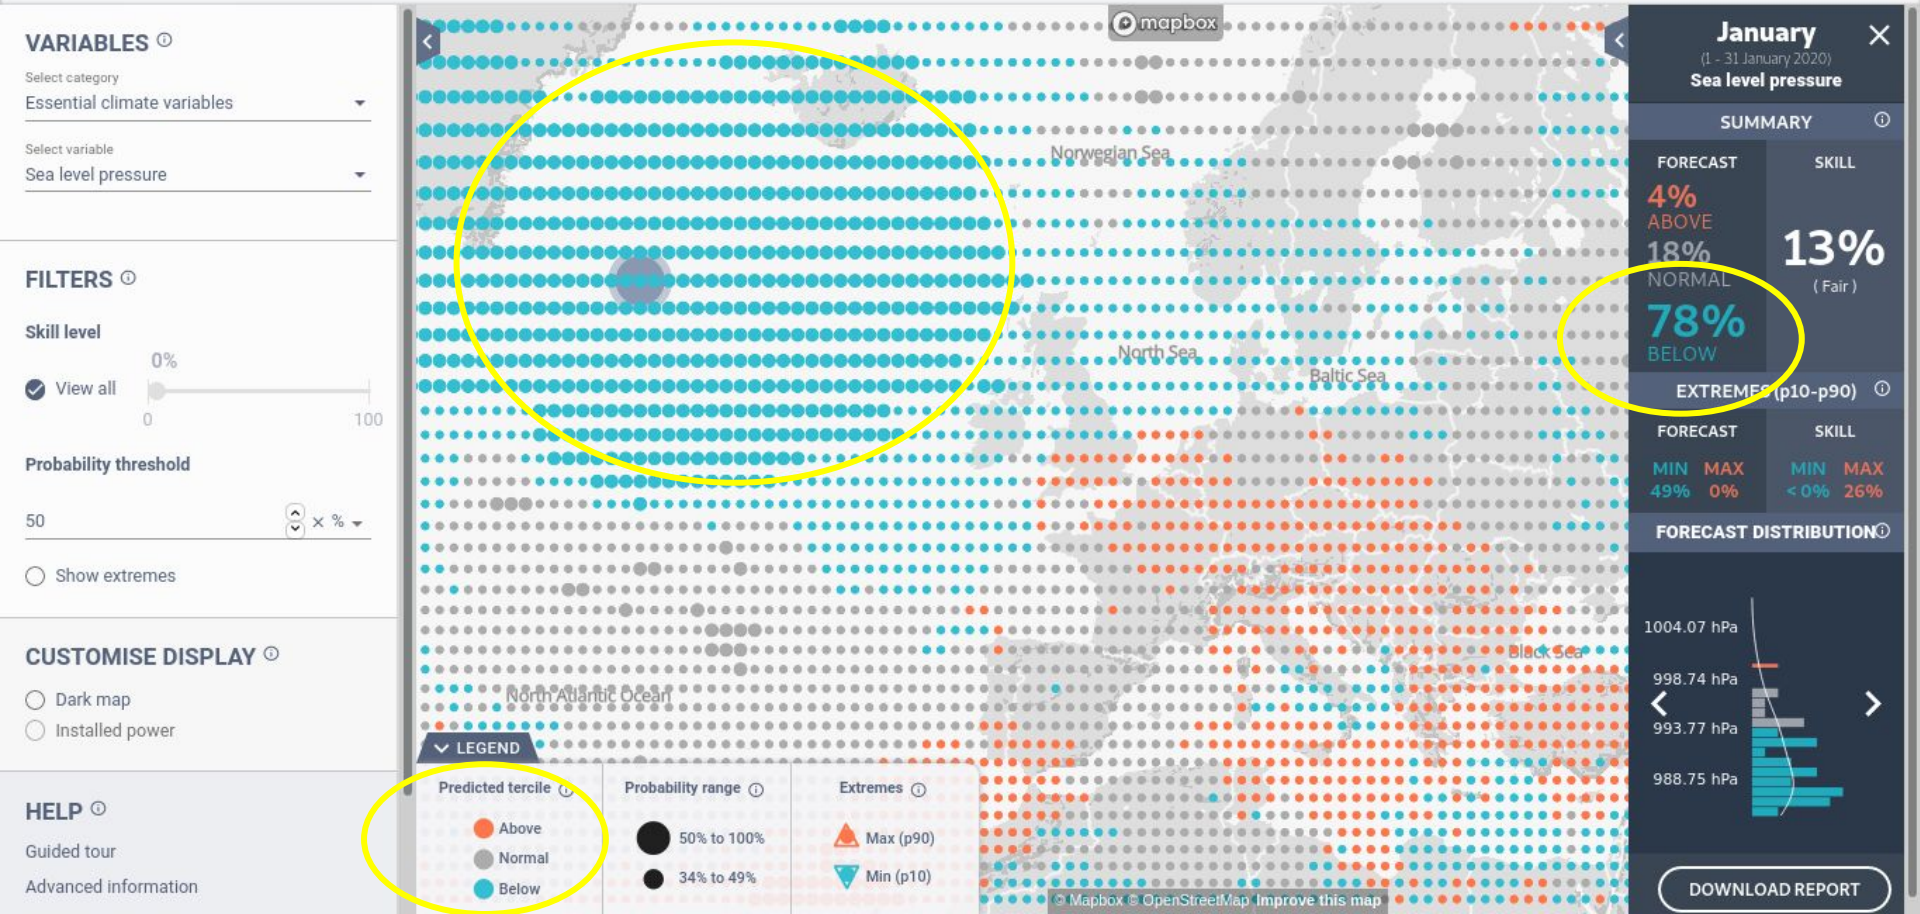 VARIABLES
Select category
Essential climate variables
Select variable
Sea level pressure
FILTERS
Skill level
0%
View all
0
100
Probability threshold
50
× %
Show extremes
CUSTOMISE DISPLAY
Dark map
Installed power
HELP
Guided tour
Advanced information
mapbox
Norwegian Sea
North Sea
Baltic Sea
Black Sea
North Atlantic Ocean
LEGEND
Predicted tercile
Above
Normal
Below
Probability range
50% to 100%
34% to 49%
Extremes
Max (p90)
Min (p10)
© Mapbox © OpenStreetMap Improve this map
January
(1 - 31 January 2020)
Sea level pressure
SUMMARY
FORECAST
4%
ABOVE
18%
NORMAL
78%
BELOW
SKILL
13%
( Fair )
EXTREMES (p10-p90)
FORECAST SKILL
MIN MAX MIN MAX
49% 0% <0% 26%
FORECAST DISTRIBUTION
1004.07 hPa
998.74 hPa
993.77 hPa
988.75 hPa
DOWNLOAD REPORT